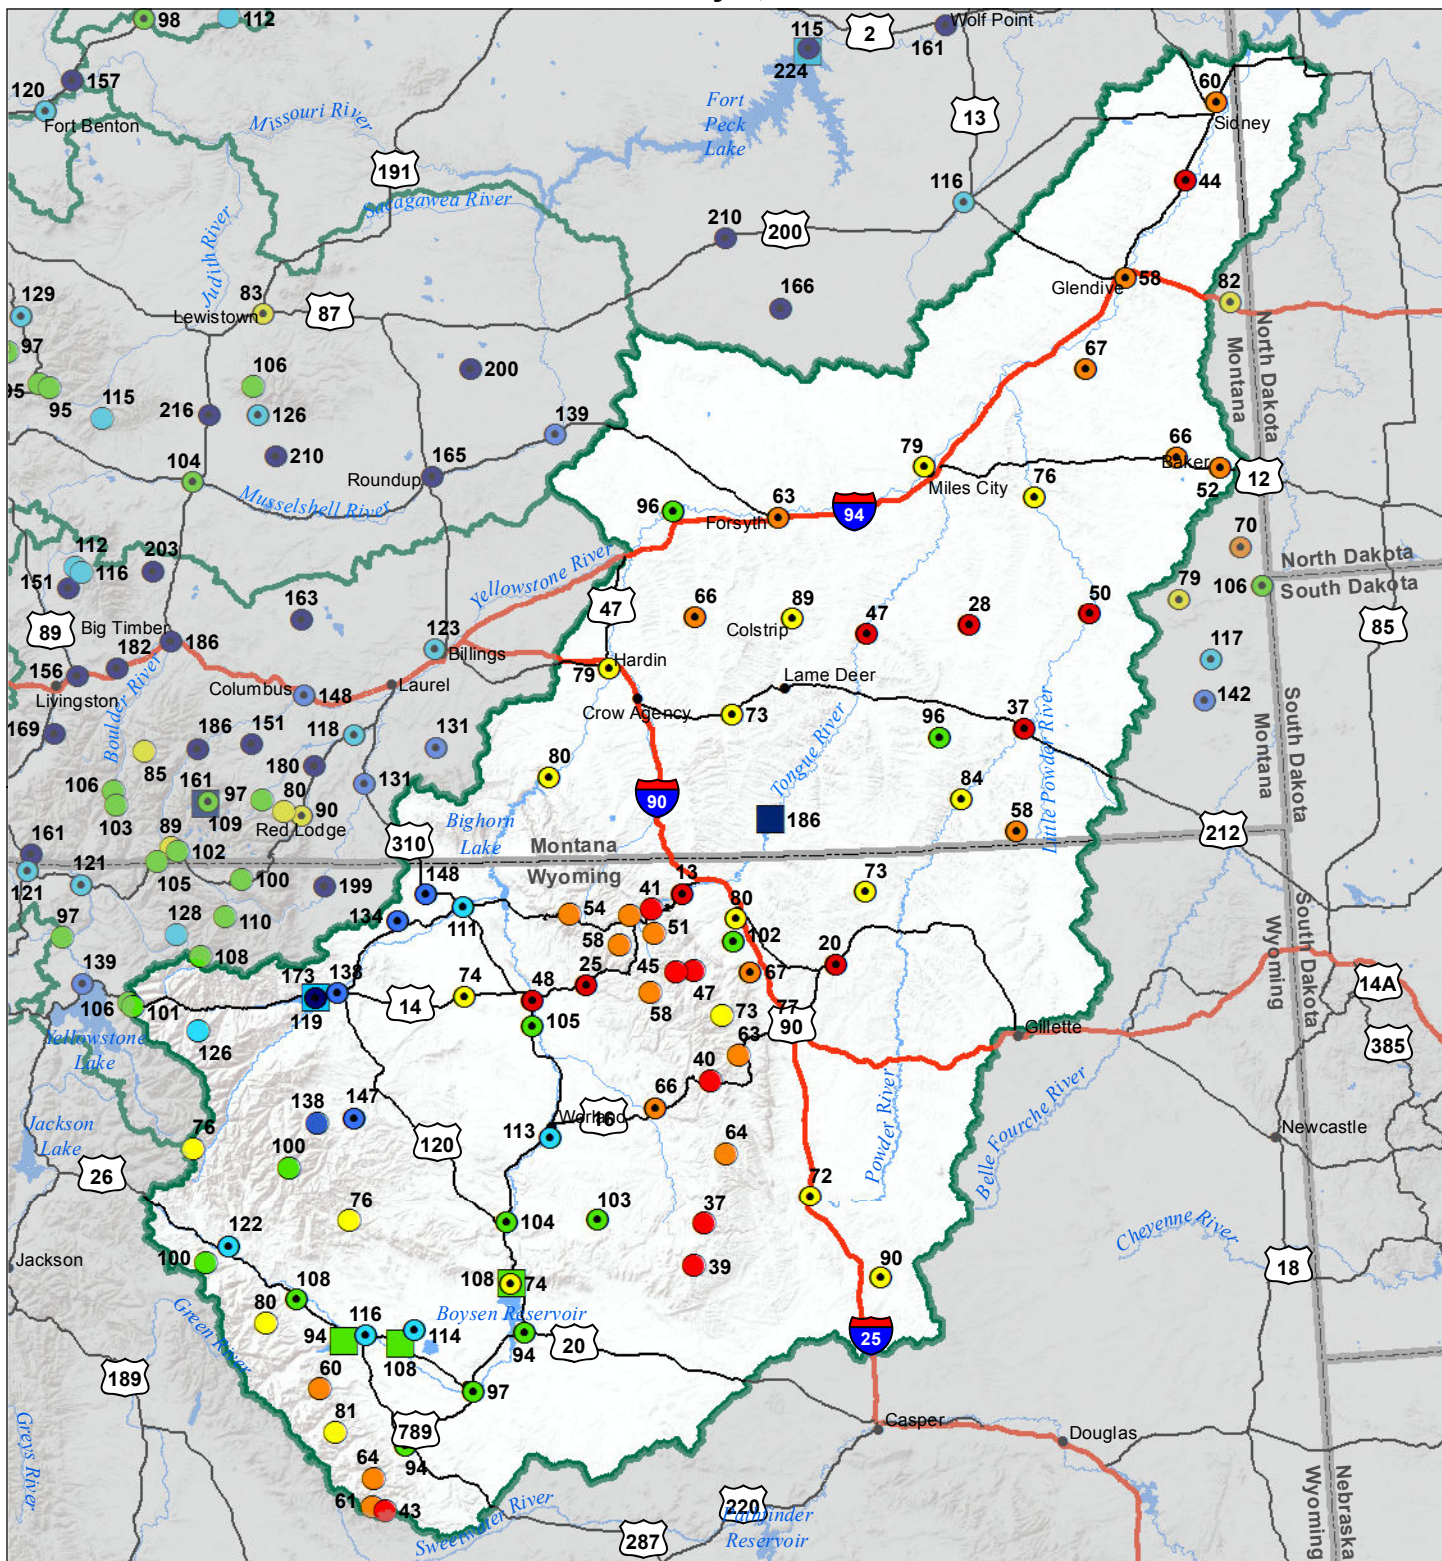 98
112
115
2
Wolf Point
161
224
157
120
Fort Benton
Missouri River
Fort
Peck
Lake
13
60
Sidney
191
44
Sacagawea River
116
210
200
Judith River
129
83
Lewistown
87
166
Glendive
58
82
97
North Dakota
Montana
67
95
95
106
200
115
216
126
139
210
104
Roundup
165
79
66
Baker
Miles City
76
52
12
Musselshell River
96
Forsyth
63
94
70
North Dakota
South Dakota
112
116
203
151
Yellowstone River
79
106
89
163
47
66
89
Colstrip
47
28
50
85
Big Timber
186
182
123
Billings
117
156
Livingston
Hardin
79
Boulder River
Columbus
148
Laurel
Lame Deer
142
169
Crow Agency
73
37
South Dakota
Montana
186
151
118
131
96
85
180
80
Tongue River
Little Powder River
106
161
97
80
131
90
84
103
109
90
Red Lodge
186
58
212
89
102
310
Bighorn
Lake
Montana
Wyoming
161
121
105
121
100
199
148
41
13
73
97
128
110
134
111
54
80
South Dakota
Wyoming
51
58
102
108
139
173
138
74
48
25
45
20
67
106
101
119
14
47
14A
126
105
58
73
77
90
Gillette
Yellowstone
Lake
63
385
40
138
147
66
Powder River
Belle Fourche River
Jackson
Lake
76
100
120
113
Worland
16
64
Newcastle
26
72
76
104
103
37
Cheyenne River
122
Jackson
100
39
90
18
108
108
74
Green River
80
116
Boysen Reservoir
94
114
25
108
94
20
189
60
97
81
789
Casper
Douglas
Greys River
94
64
61
43
Sweetwater River
220
Pathfinder
Reservoir
287
Nebraska
Wyoming